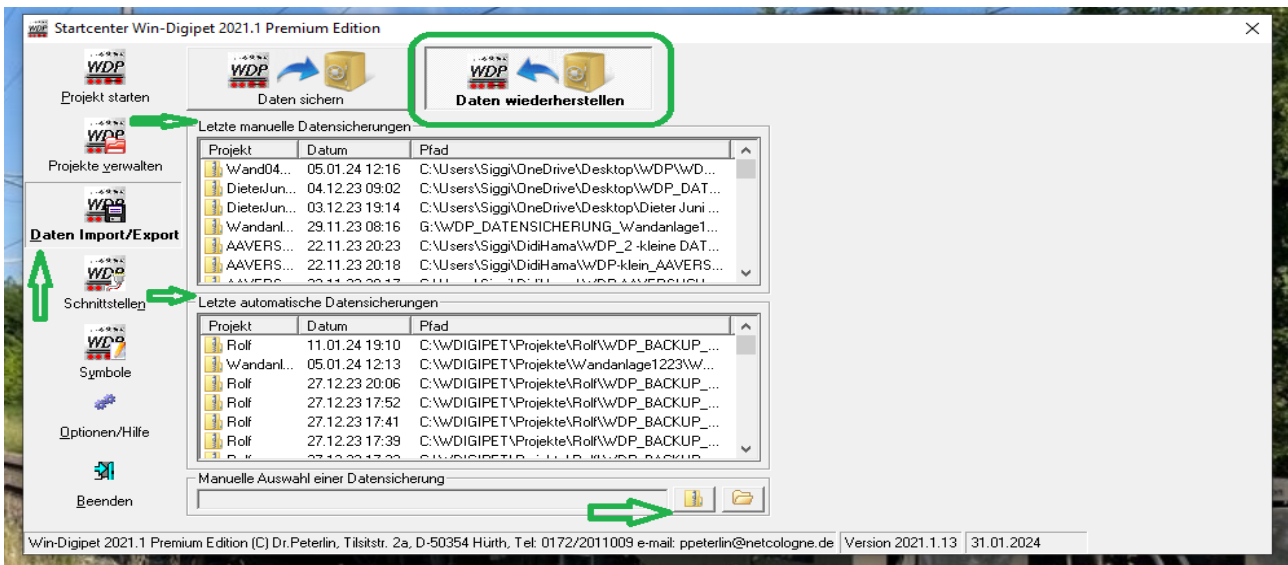 Startcenter Win-Digipet 2021.1 Premium Edition
WDP
Projekt starten
WDP
Projekte verwalten
WDP
Daten Import/Export
WDP
Schnittstellen
WDP
Symbole
Optionen/Hilfe
Beenden
WDP
Daten sichern
WDP
Daten wiederherstellen
Letzte manuelle Datensicherungen
Projekt Datum Pfad
Wand04... 05.01.24 12:16 C:\Users\Siggi\OneDrive\Desktop\WDP\WD...
DieterJun... 04.12.23 09:02 C:\Users\Siggi\OneDrive\Desktop\WDP_DAT...
DieterJun... 03.12.23 19:14 C:\Users\Siggi\OneDrive\Desktop\Dieter Juni ...
Wandanl... 29.11.23 08:16 G:\WDP_DATENSICHERUNG_Wandanlage1...
AAVERS... 22.11.23 20:23 C:\Users\Siggi\DidiHama\WDP_2 -kleine DAT...
AAVERS... 22.11.23 20:18 C:\Users\Siggi\DidiHama\WDP-klein_AAVERS...
Letzte automatische Datensicherungen
Projekt Datum Pfad
Rolf 11.01.24 19:10 C:\WDIGIPET\Projekte\Rolf\WDP_BACKUP_...
Wandanl... 05.01.24 12:13 C:\WDIGIPET\Projekte\Wandanlage1223\W...
Rolf 27.12.23 20:06 C:\WDIGIPET\Projekte\Rolf\WDP_BACKUP_...
Rolf 27.12.23 17:52 C:\WDIGIPET\Projekte\Rolf\WDP_BACKUP_...
Rolf 27.12.23 17:41 C:\WDIGIPET\Projekte\Rolf\WDP_BACKUP_...
Rolf 27.12.23 17:39 C:\WDIGIPET\Projekte\Rolf\WDP_BACKUP_...
Manuelle Auswahl einer Datensicherung
Win-Digipet 2021.1 Premium Edition (C) Dr.Peterlin, Tilsitstr. 2a, D-50354 Hürth, Tel: 0172/2011009 e-mail: ppeterlin@netcologne.de Version 2021.1.13 31.01.2024